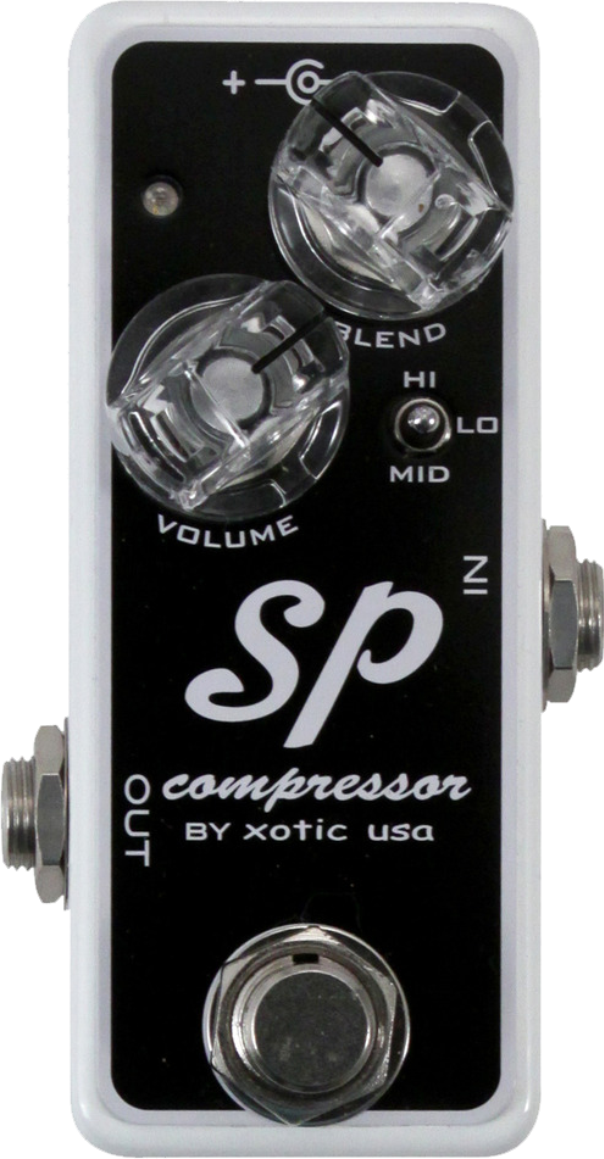 +
BLEND
HI
LO
MID
VOLUME
IN
SP
compressor
OUT
BY xotic usa